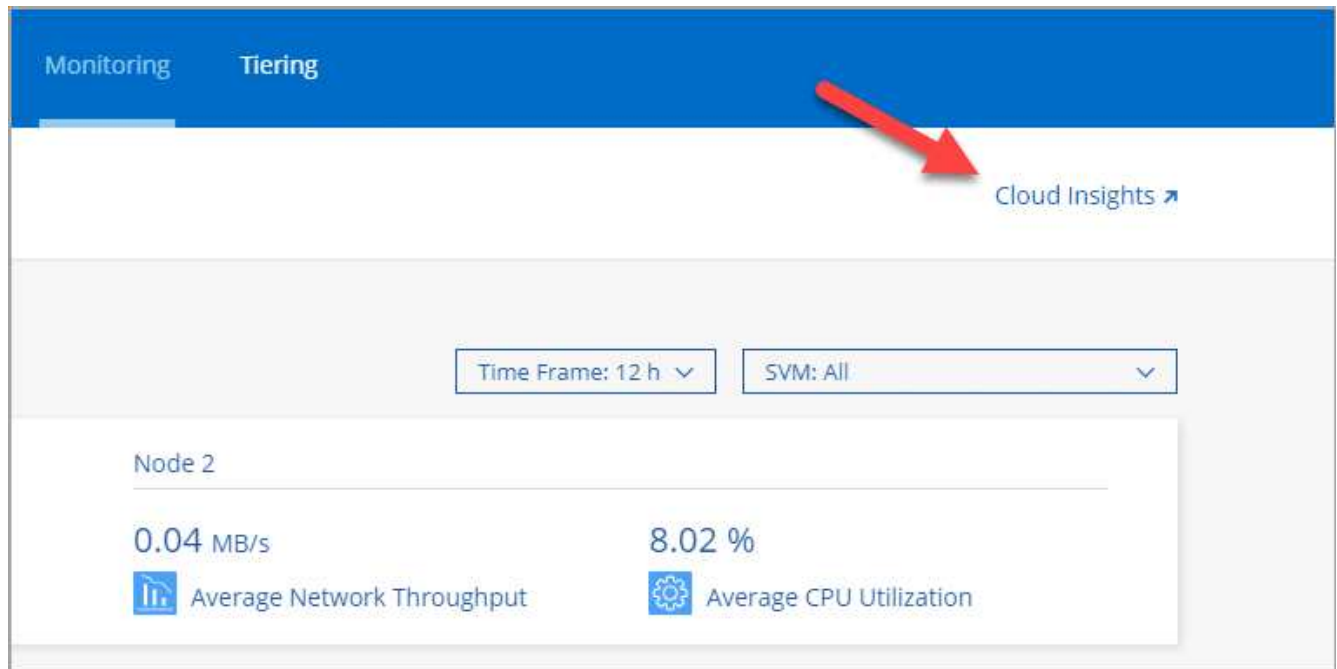 Monitoring Tiering
Cloud Insights
Time Frame: 12 h SVM: All
Node 2
0.04 MB/s 8.02 %
Average Network Throughput Average CPU Utilization